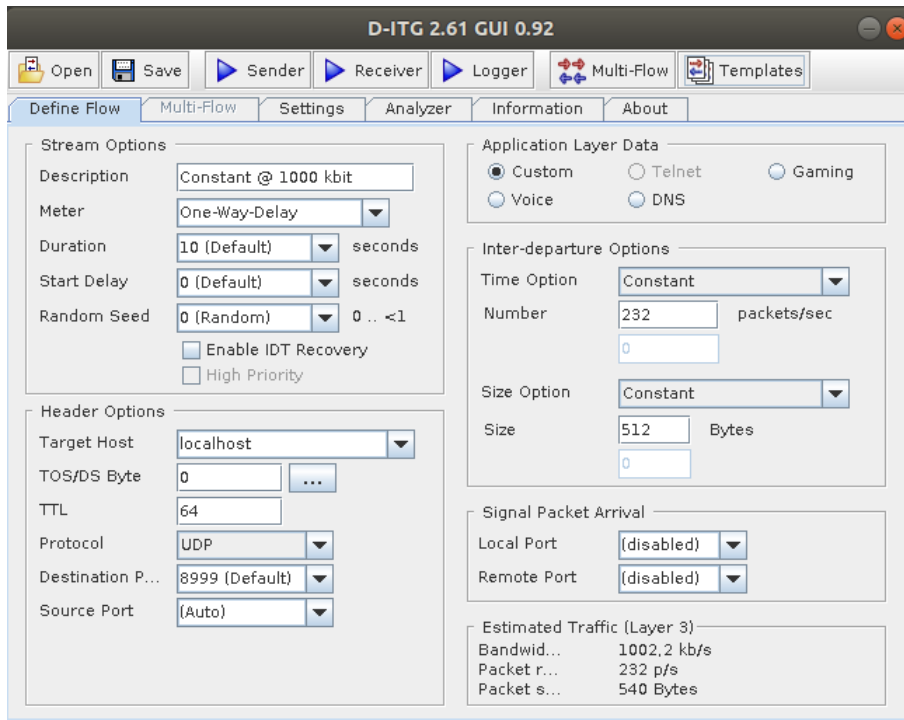 D-ITG 2.61 GUI 0.92
Open Save Sender Receiver Logger Multi-Flow Templates
Define Flow Multi-Flow Settings Analyzer Information About
Stream Options
Description Constant @ 1000 kbit
Meter One-Way-Delay
Duration 10 (Default) seconds
Start Delay 0 (Default) seconds
Random Seed 0 (Random) 0 .. <1
Enable IDT Recovery
High Priority
Header Options
Target Host localhost
TOS/DS Byte 0 ...
TTL 64
Protocol UDP
Destination P... 8999 (Default)
Source Port (Auto)
Application Layer Data
Custom Telnet Gaming
Voice DNS
Inter-departure Options
Time Option Constant
Number 232 packets/sec
0
Size Option Constant
Size 512 Bytes
0
Signal Packet Arrival
Local Port (disabled)
Remote Port (disabled)
Estimated Traffic (Layer 3)
Bandwid... 1002,2 kb/s
Packet r... 232 p/s
Packet s... 540 Bytes